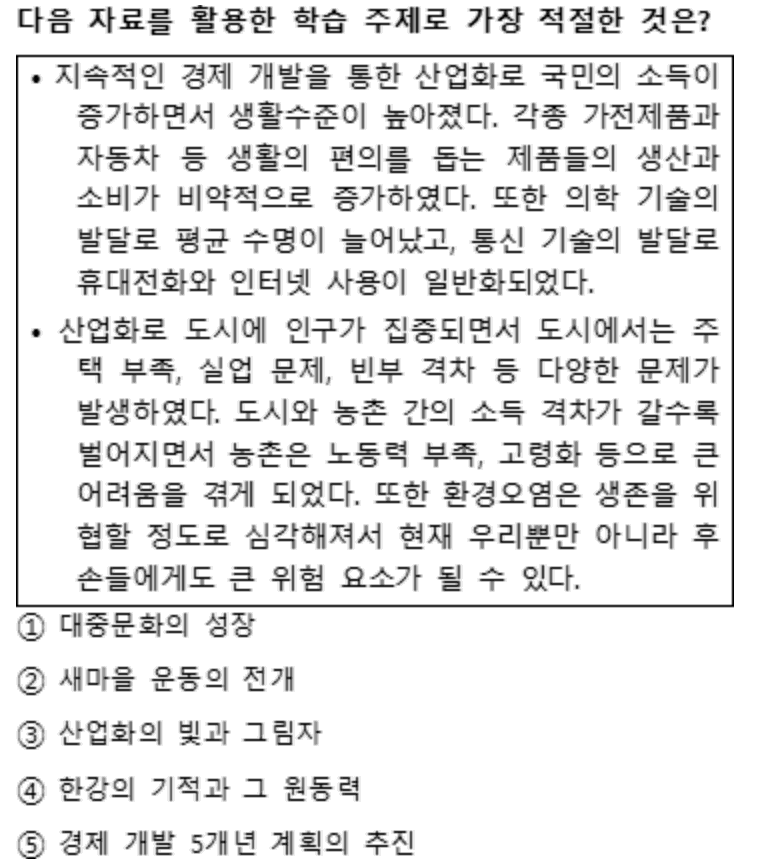 다음 자료를 활용한 학습 주제로 가장 적절한 것은?
• 지속적인 경제 개발을 통한 산업화로 국민의 소득이
증가하면서 생활수준이 높아졌다. 각종 가전제품과
자동차 등 생활의 편의를 돕는 제품들의 생산과
소비가 비약적으로 증가하였다. 또한 의학 기술의
발달로 평균 수명이 늘어났고, 통신 기술의 발달로
휴대전화와 인터넷 사용이 일반화되었다.
• 산업화로 도시에 인구가 집중되면서 도시에서는 주
택 부족, 실업 문제, 빈부 격차 등 다양한 문제가
발생하였다. 도시와 농촌 간의 소득 격차가 갈수록
벌어지면서 농촌은 노동력 부족, 고령화 등으로 큰
어려움을 겪게 되었다. 또한 환경오염은 생존을 위
협할 정도로 심각해져서 현재 우리뿐만 아니라 후
손들에게도 큰 위험 요소가 될 수 있다.
① 대중문화의 성장
② 새마을 운동의 전개
③ 산업화의 빛과 그림자
④ 한강의 기적과 그 원동력
⑤ 경제 개발 5개년 계획의 추진